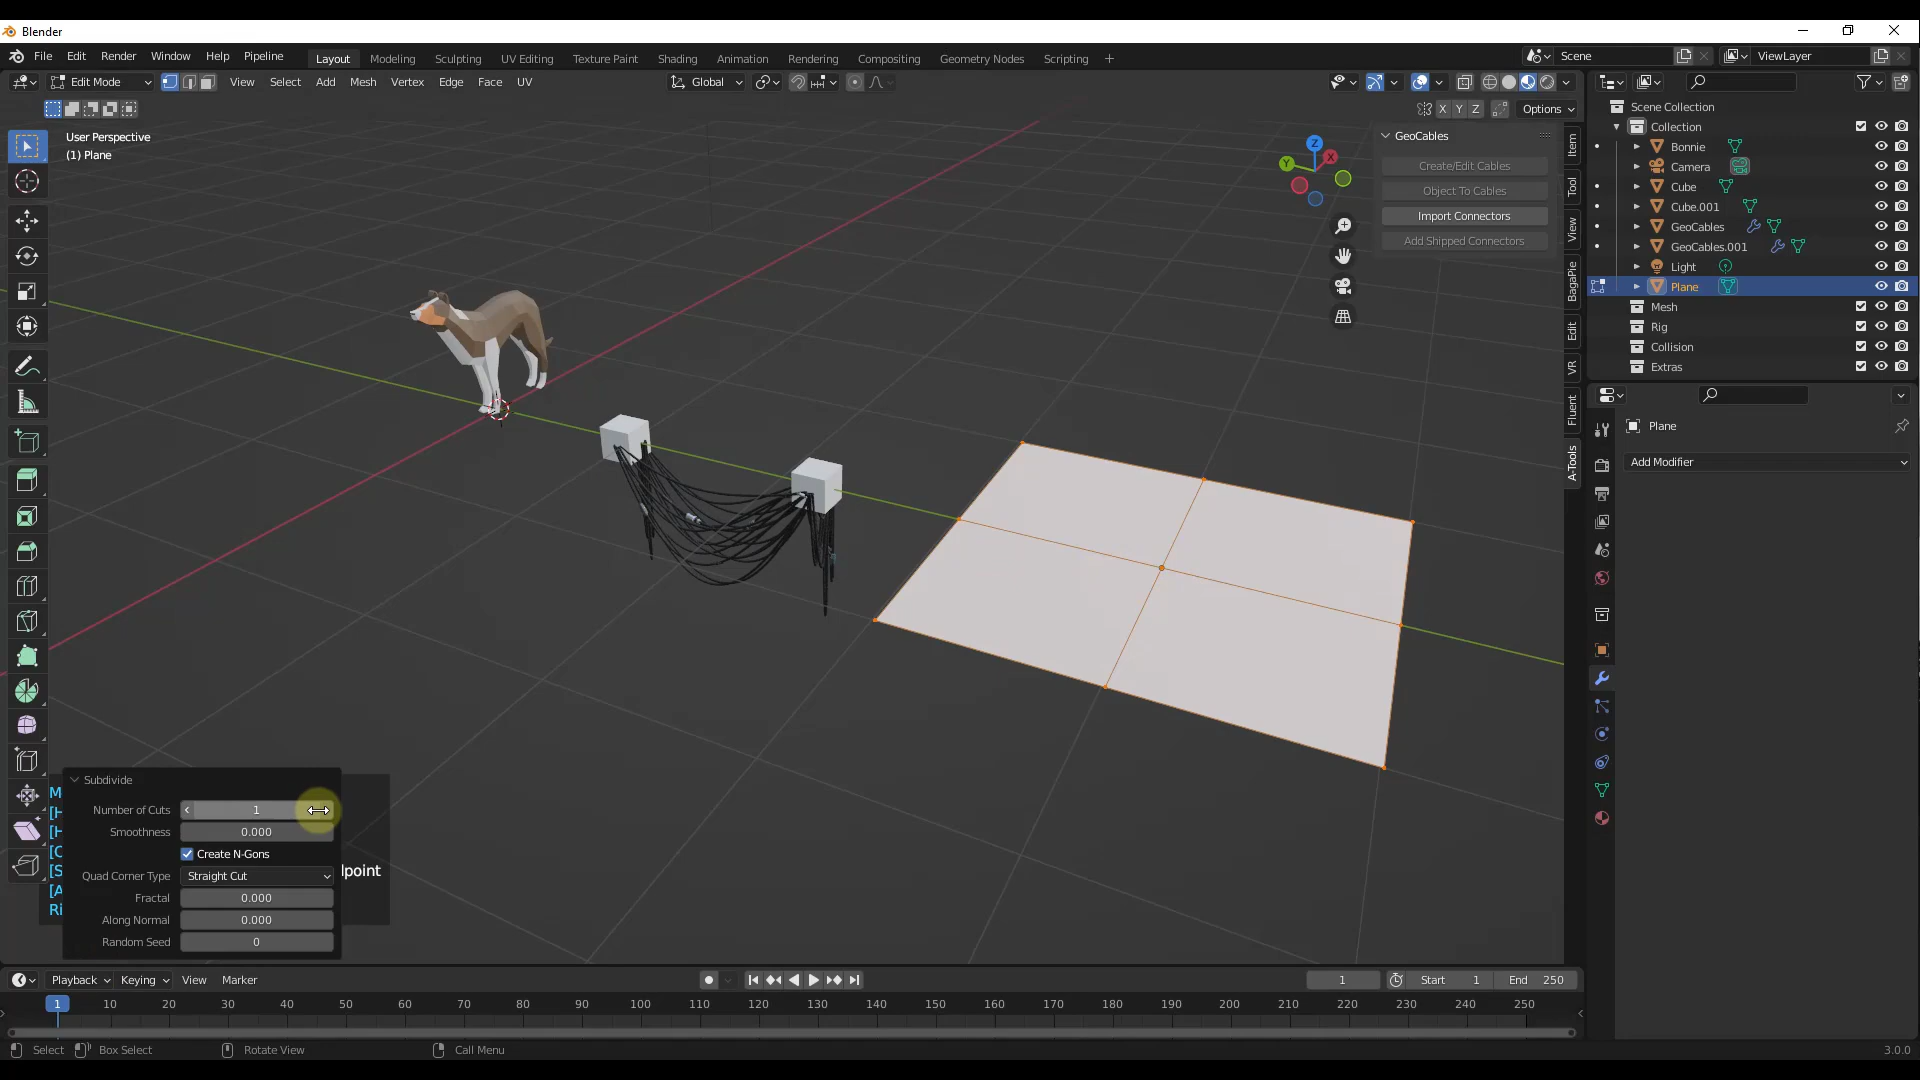 Blender
File Edit Render Window Help Pipeline
Layout Modeling Sculpting UV Editing Texture Paint Shading Animation Rendering Compositing Geometry Nodes Scripting +
Scene
ViewLayer
Edit Mode
View Select Add Mesh Vertex Edge Face UV
Global
X Y Z
Options
User Perspective
(1) Plane
GeoCables
Create/Edit Cables
Object To Cables
Import Connectors
Add Shipped Connectors
Z
X
Y
Item
Tool
View
BagaPie
Edit
VR
Fluent
A-Tools
Scene Collection
Collection
Bonnie
Camera
Cube
Cube.001
GeoCables
GeoCables.001
Light
Plane
Mesh
Rig
Collision
Extras
Plane
Add Modifier
Subdivide
Number of Cuts 1
Smoothness 0.000
Create N-Gons
Quad Corner Type Straight Cut
Fractal 0.000
Along Normal 0.000
Random Seed 0
M
[H
[H
[C
[S
[A
Ri
lpoint
Playback Keying View Marker
1
Start 1
End 250
1 10 20 30 40 50 60 70 80 90 100 110 120 130 140 150 160 170 180 190 200 210 220 230 240 250
Select Box Select Rotate View Call Menu
3.0.0